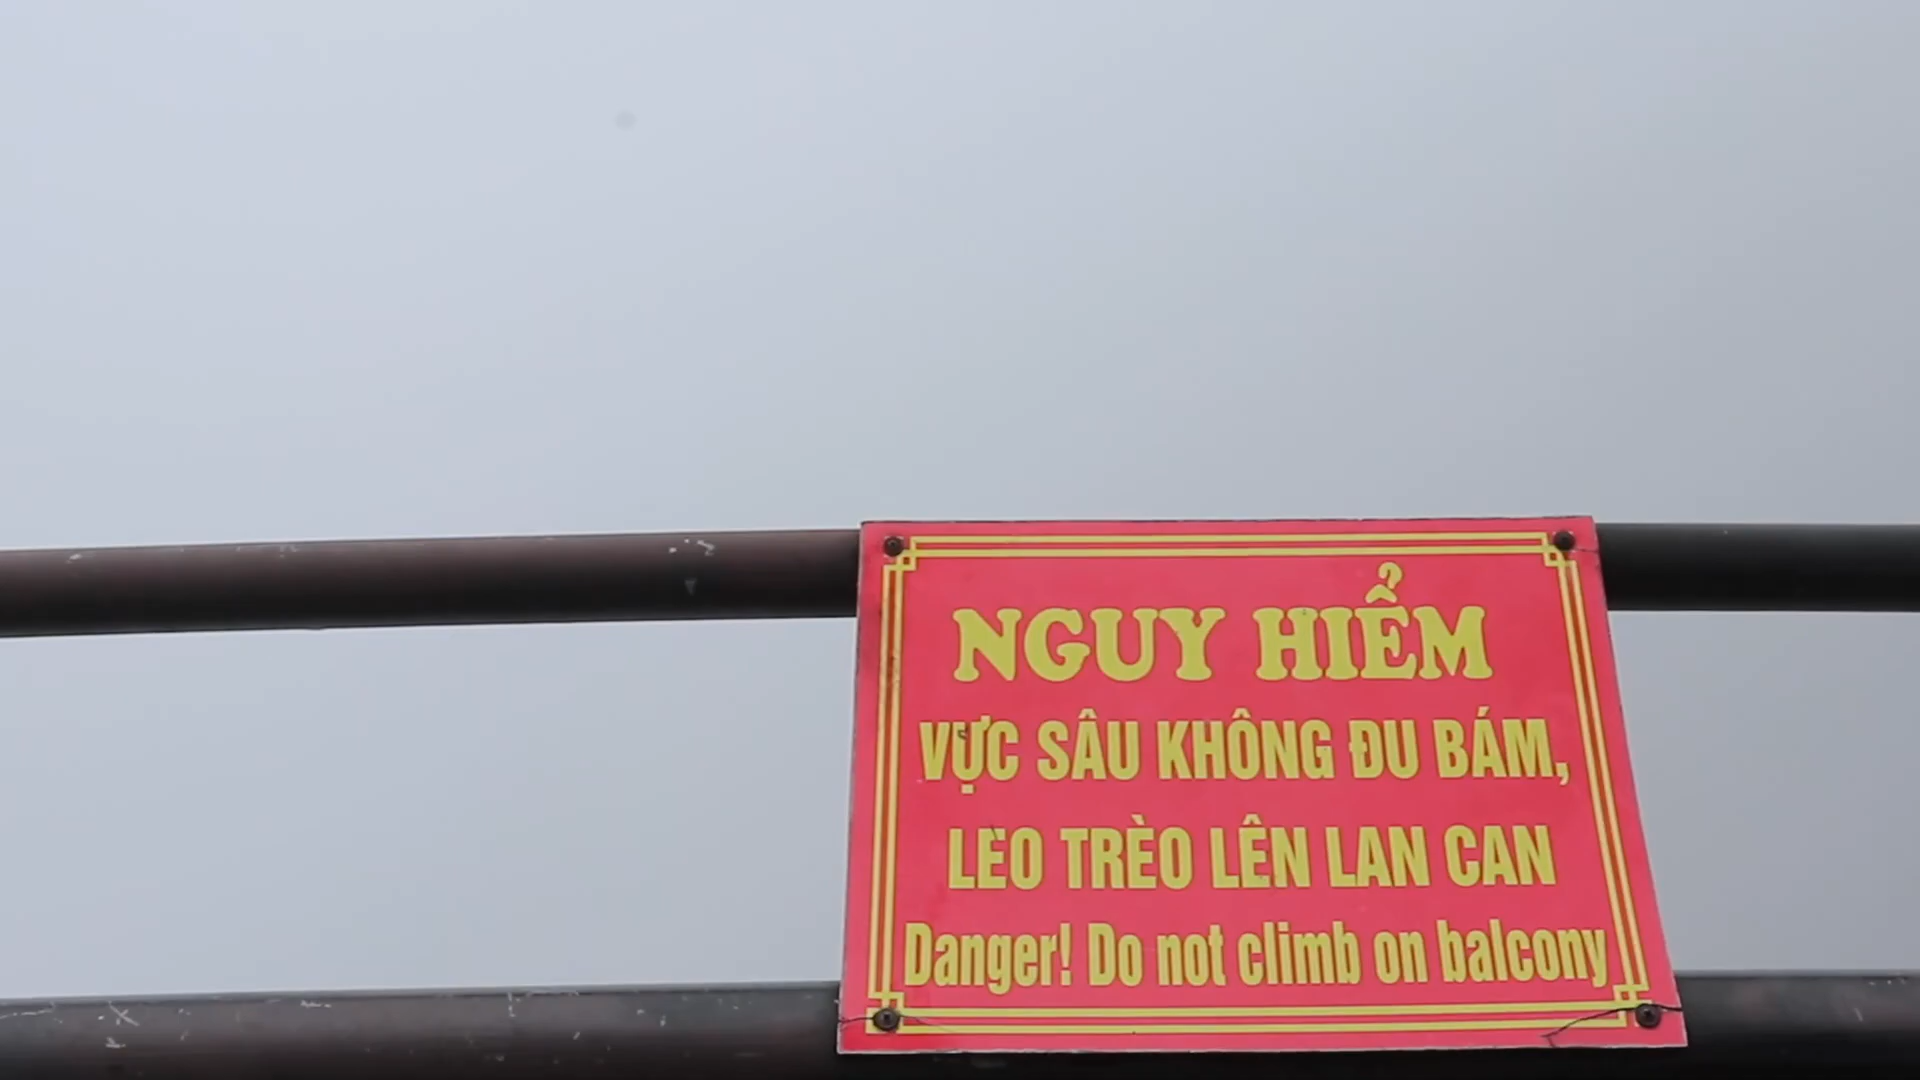 NGUY HIỂM
VỰC SÂU KHÔNG ĐU BÁM,
LEO TRÈO LÊN LAN CAN
Danger! Do not climb on balcony